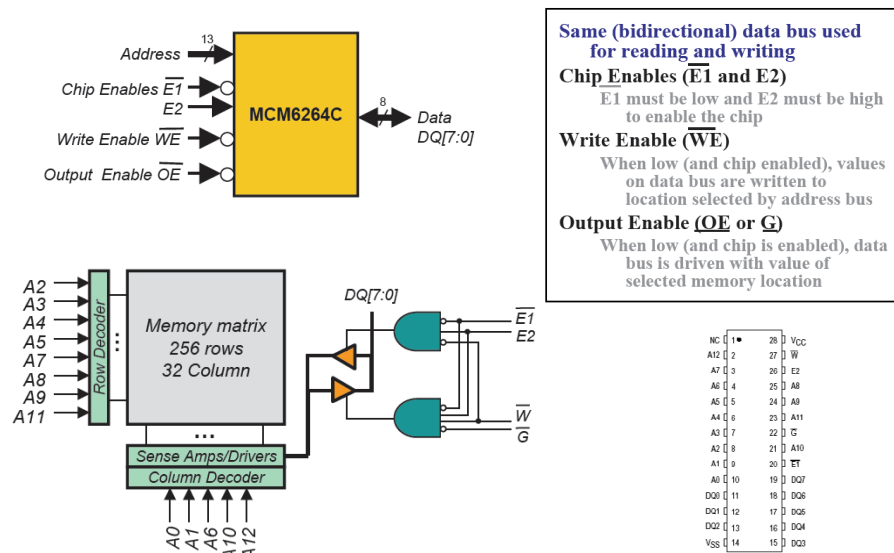 Address
13
Chip Enables E1
E2
Write Enable WE
Output Enable OE
MCM6264C
8
Data
DQ[7:0]
Same (bidirectional) data bus used
for reading and writing
Chip Enables (E1 and E2)
E1 must be low and E2 must be high
to enable the chip
Write Enable (WE)
When low (and chip enabled), values
on data bus are written to
location selected by address bus
Output Enable (OE or G)
When low (and chip is enabled), data
bus is driven with value of
selected memory location
A2
A3
A4
A5
A7
A8
A9
A11
Row Decoder
...
Memory matrix
256 rows
32 Column
...
Sense Amps/Drivers
Column Decoder
A0
A1
A6
A10
A12
DQ[7:0]
E1
E2
W
G
NC 1 28 VCC
A12 2 27 W
A7 3 26 E2
A6 4 25 A8
A5 5 24 A9
A4 6 23 A11
A3 7 22 G
A2 8 21 A10
A1 9 20 E1
A0 10 19 DQ7
DQ0 11 18 DQ6
DQ1 12 17 DQ5
DQ2 13 16 DQ4
VSS 14 15 DQ3